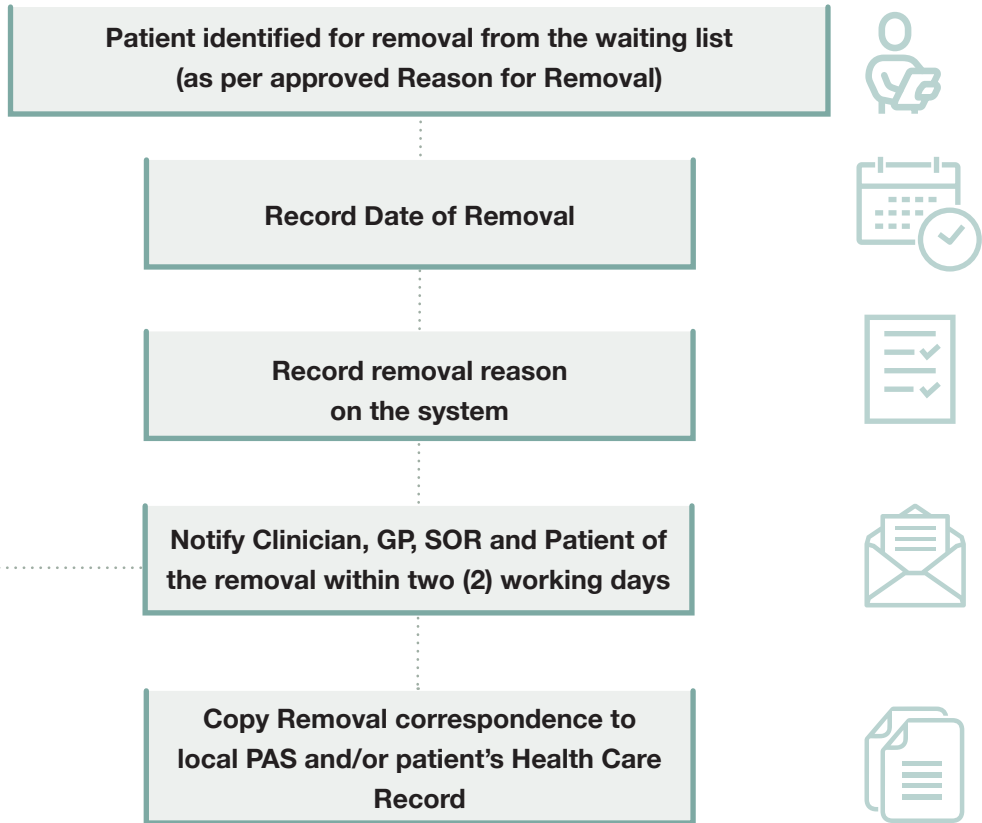 Patient identified for removal from the waiting list
(as per approved Reason for Removal)
Record Date of Removal
Record removal reason
on the system
Notify Clinician, GP, SOR and Patient of
the removal within two (2) working days
Copy Removal correspondence to
local PAS and/or patient’s Health Care
Record